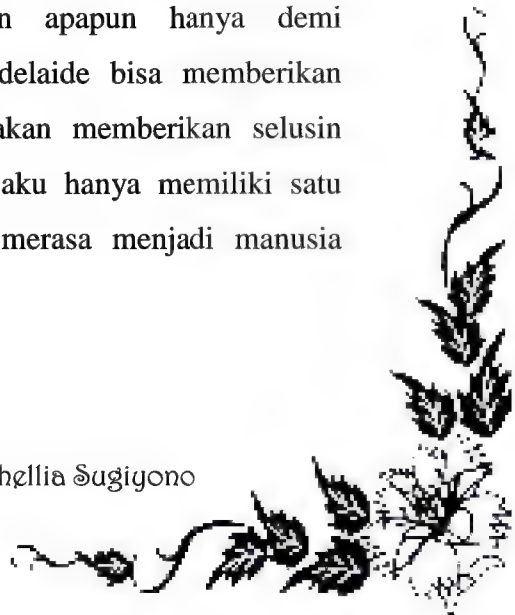 n apapun hanya demi
delaide bisa memberikan
akan memberikan selusin
aku hanya memiliki satu
merasa menjadi manusia
hellia Sugiyono